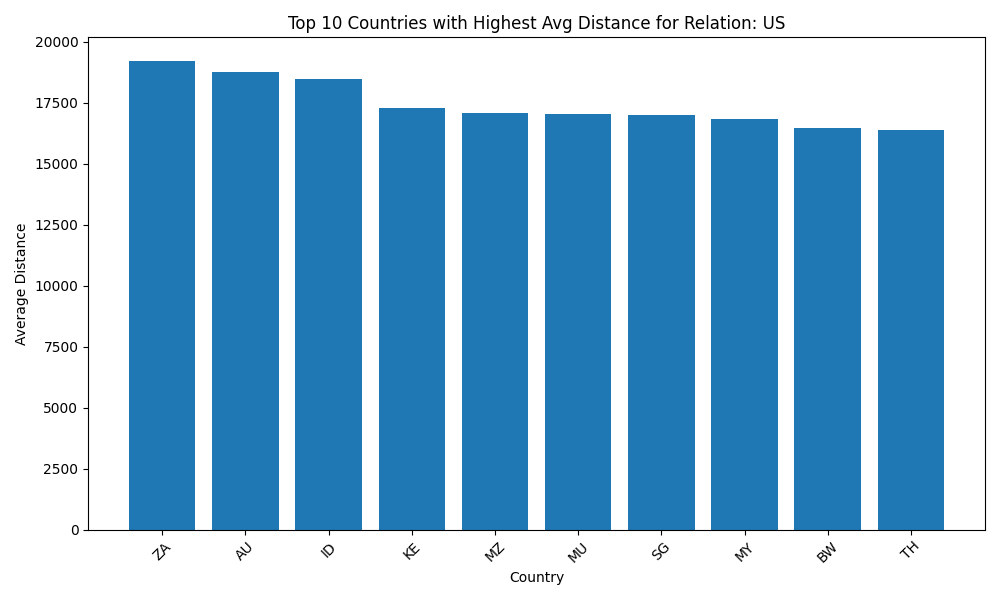 Top 10 Countries with Highest Avg Distance for Relation: US
20000
17500
15000
12500
10000
7500
5000
2500
0
Average Distance
ZA
AU
ID
KE
MZ
MU
SG
MY
BW
TH
Country